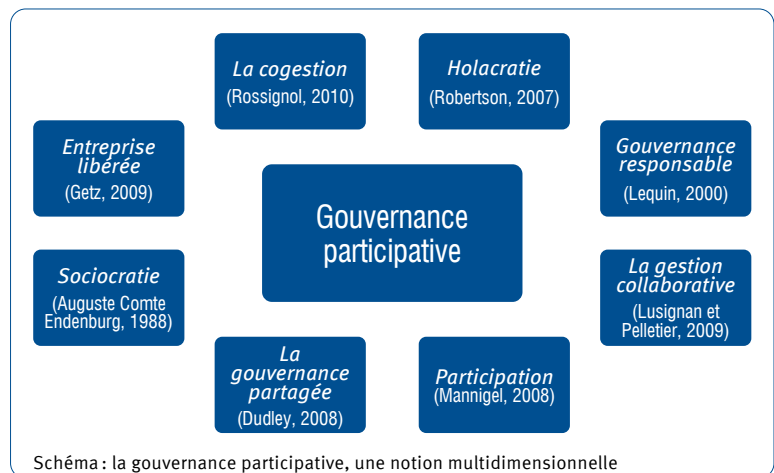 La cogestion
(Rossignol, 2010)
Holacratie
(Robertson, 2007)
Entreprise
libérée
(Getz, 2009)
Gouvernance
responsable
(Lequin, 2000)
Gouvernance
participative
Sociocratie
(Auguste Comte
Endenburg, 1988)
La gestion
collaborative
(Lusignan et
Pelletier, 2009)
La
gouvernance
partagée
(Dudley, 2008)
Participation
(Mannigel, 2008)
Schéma : la gouvernance participative, une notion multidimensionnelle